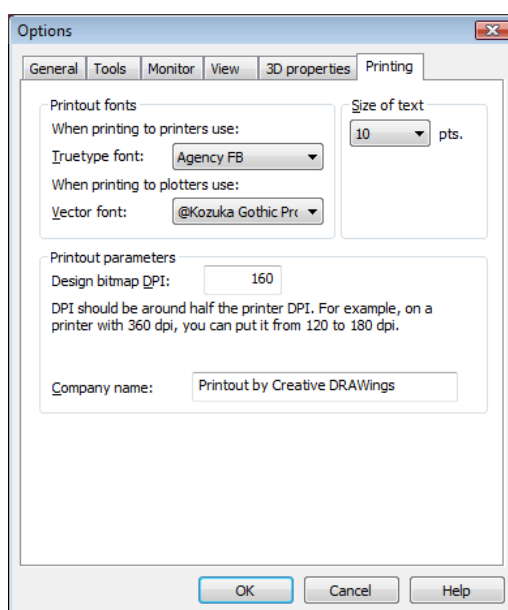 Options
General Tools Monitor View 3D properties Printing
Printout fonts
When printing to printers use:
Truetype font: Agency FB
When printing to plotters use:
Vector font: @Kozuka Gothic Pro
Size of text
10 pts.
Printout parameters
Design bitmap DPI: 160
DPI should be around half the printer DPI. For example, on a
printer with 360 dpi, you can put it from 120 to 180 dpi.
Company name: Printout by Creative DRAWings
OK Cancel Help